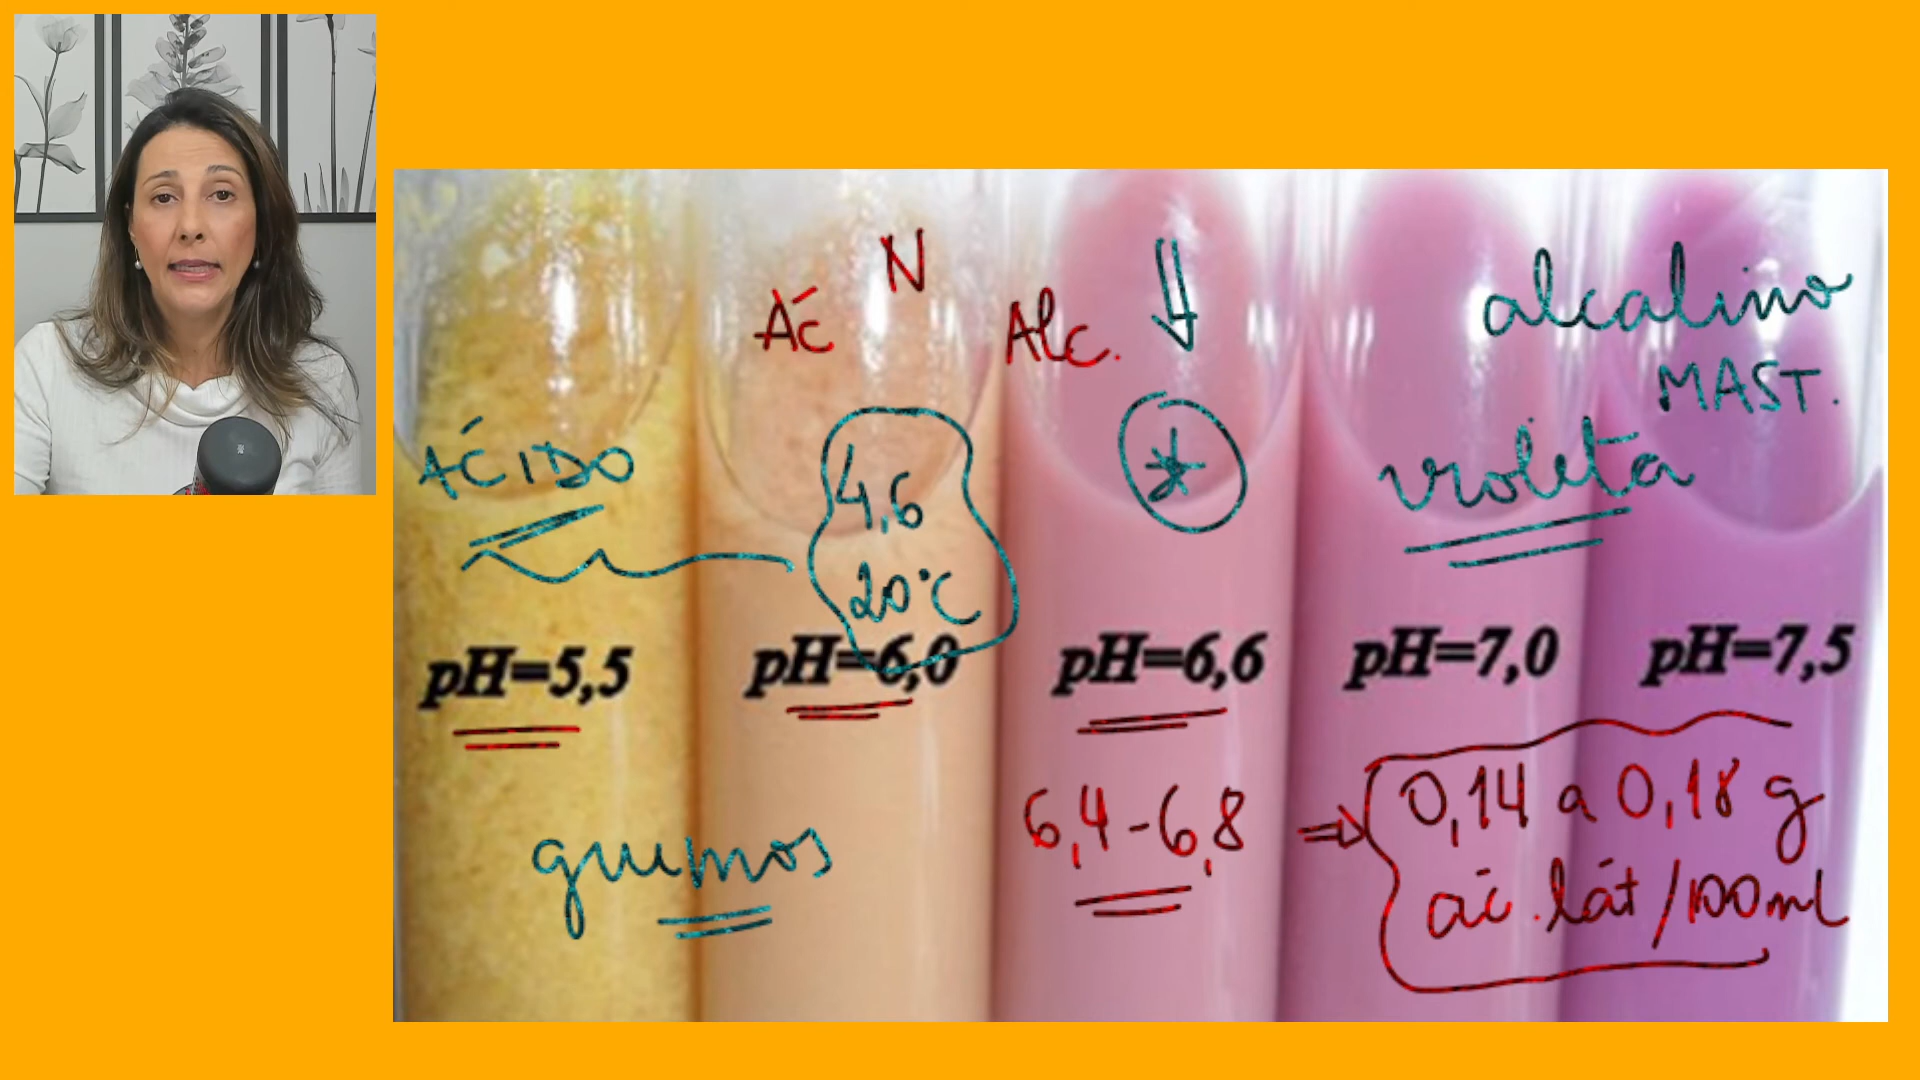 N
Ác
Alc.
alcalino
MAST.
ÁCIDO
4,6
20°C
violeta
pH=5,5
pH=6,0
pH=6,6
pH=7,0
pH=7,5
grumos
6,4-6,8
0,14 a 0,18 g
ác. lát/100ml